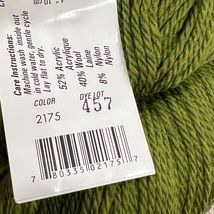 Care Instructions:
Machine wash inside out
in cold water, gentle cycle
Lay flat to dry.
52% Acrylic
Acrylique
40% Wool
Laine
8% Nylon
Nylon
COLOR
2175
DYE LOT
457
7 80335 02175 7